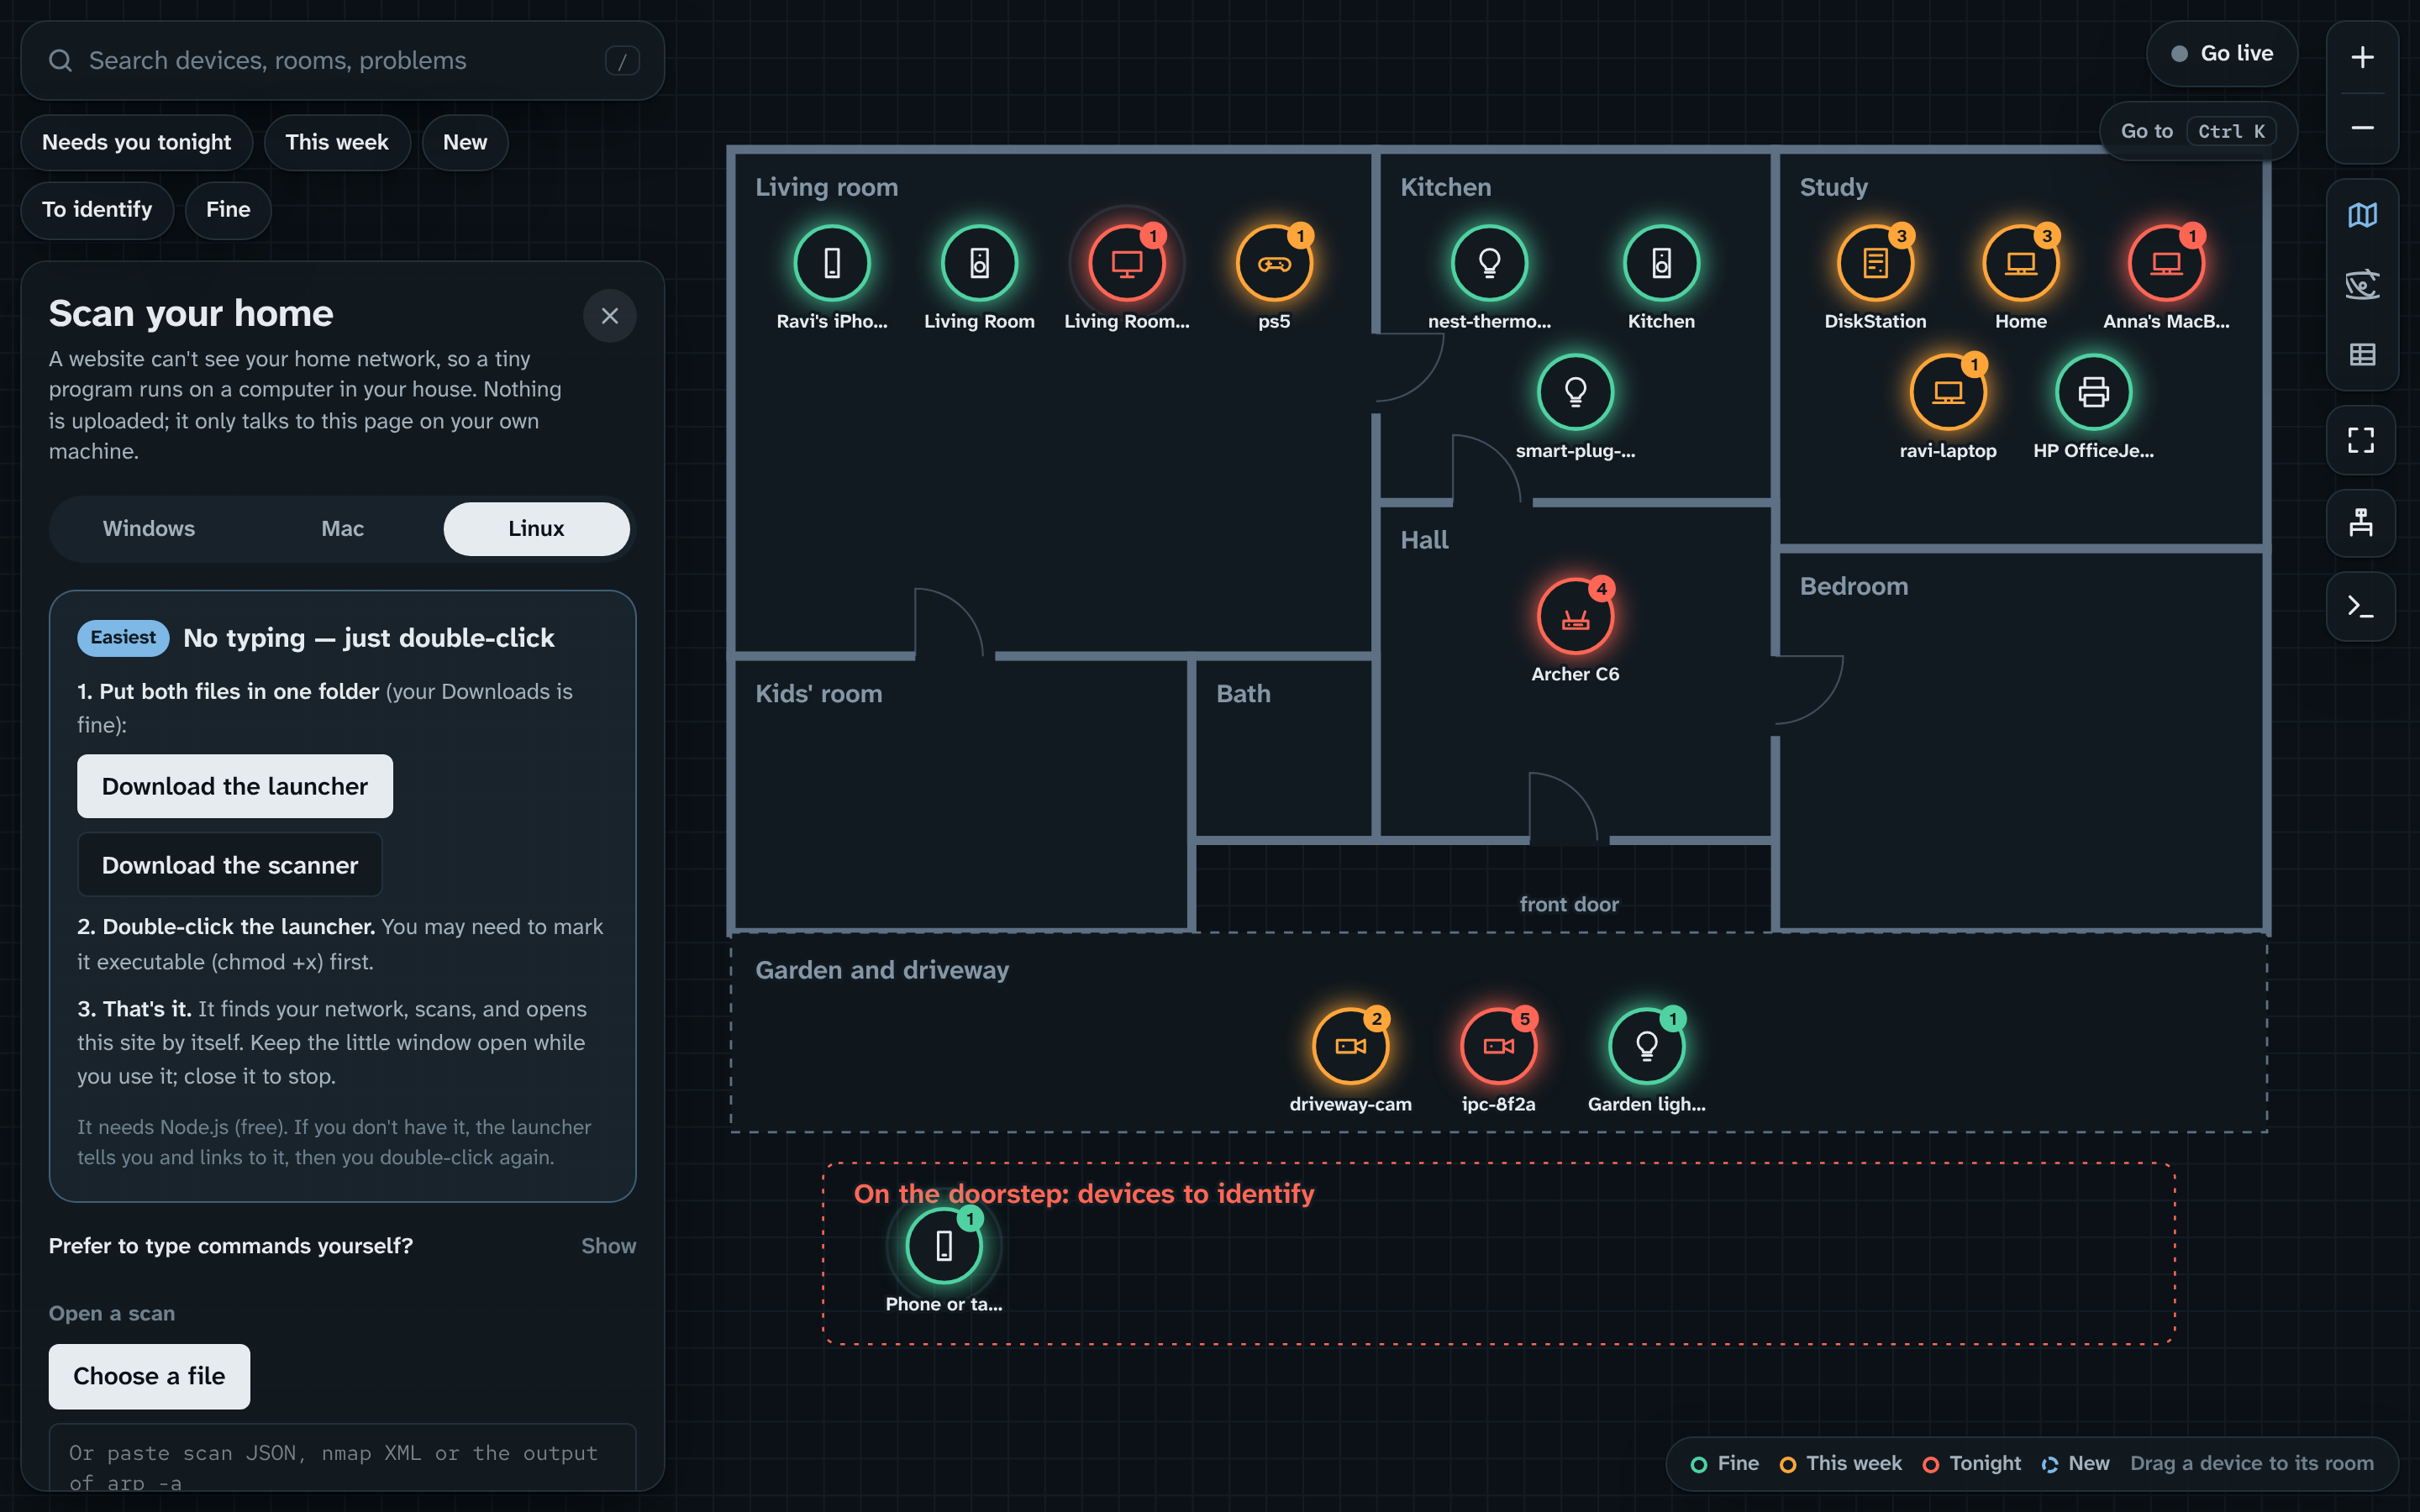 Search devices, rooms, problems
/
Needs you tonight
This week
New
To identify
Fine
Scan your home
A website can't see your home network, so a tiny
program runs on a computer in your house. Nothing
is uploaded; it only talks to this page on your own
machine.
Windows
Mac
Linux
Easiest
No typing — just double-click
1. Put both files in one folder (your Downloads is
fine):
Download the launcher
Download the scanner
2. Double-click the launcher. You may need to mark
it executable (chmod +x) first.
3. That's it. It finds your network, scans, and opens
this site by itself. Keep the little window open while
you use it; close it to stop.
It needs Node.js (free). If you don't have it, the launcher
tells you and links to it, then you double-click again.
Prefer to type commands yourself?
Show
Open a scan
Choose a file
Or paste scan JSON, nmap XML or the output
of arp -a
Go live
Go to Ctrl K
Living room
Ravi's iPho...
Living Room
1
Living Room...
1
ps5
Kitchen
nest-thermo...
Kitchen
smart-plug-...
Study
3
DiskStation
3
Home
1
Anna's MacB...
1
ravi-laptop
HP OfficeJe...
Hall
4
Archer C6
Bedroom
Kids' room
Bath
front door
Garden and driveway
2
driveway-cam
5
ipc-8f2a
1
Garden ligh...
On the doorstep: devices to identify
1
Phone or ta...
Fine
This week
Tonight
New
Drag a device to its room